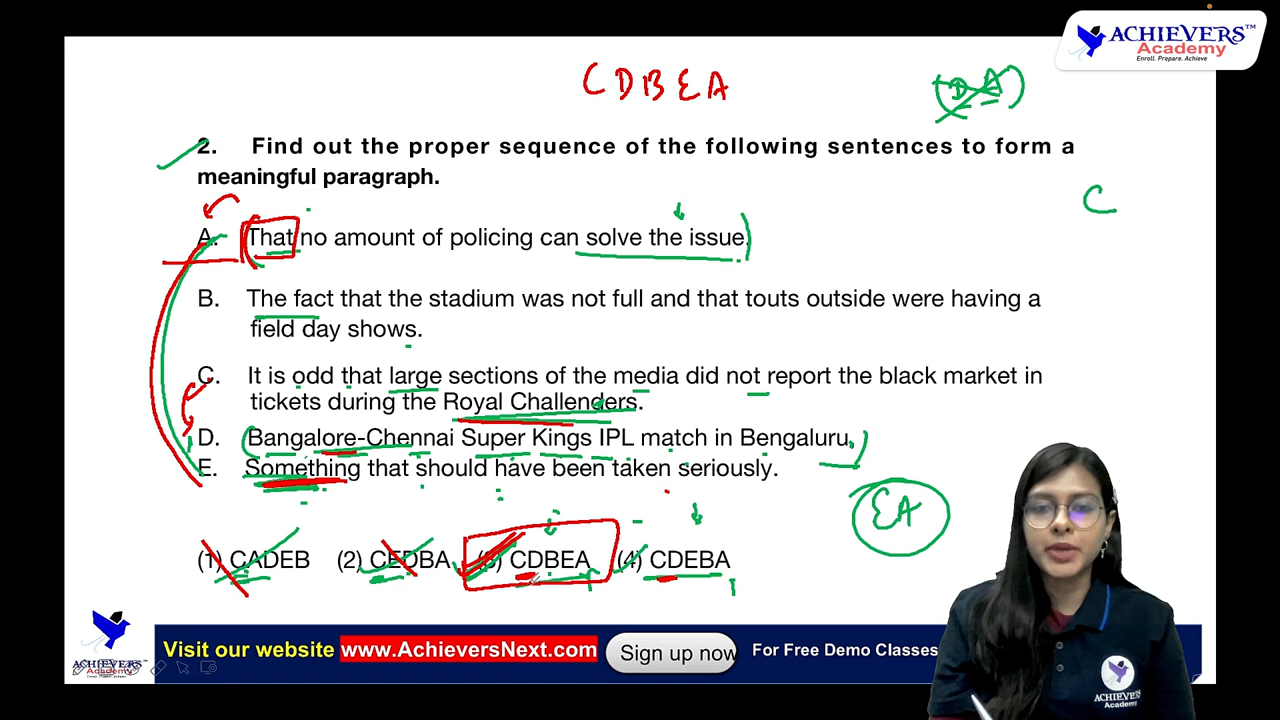 ACHIEVERS™
Academy
Enroll. Prepare. Achieve
CDBEA
D A
2. Find out the proper sequence of the following sentences to form a
meaningful paragraph.
C
A. That no amount of policing can solve the issue.
B. The fact that the stadium was not full and that touts outside were having a
field day shows.
C. It is odd that large sections of the media did not report the black market in
tickets during the Royal Challenders.
D. Bangalore-Chennai Super Kings IPL match in Bengaluru,
E. Something that should have been taken seriously.
EA
(1) CADEB (2) CEDBA (3) CDBEA (4) CDEBA
ACHIEVERS
Academy
Visit our website www.AchieversNext.com Sign up now For Free Demo Classes
ACHIEVERS
Academy